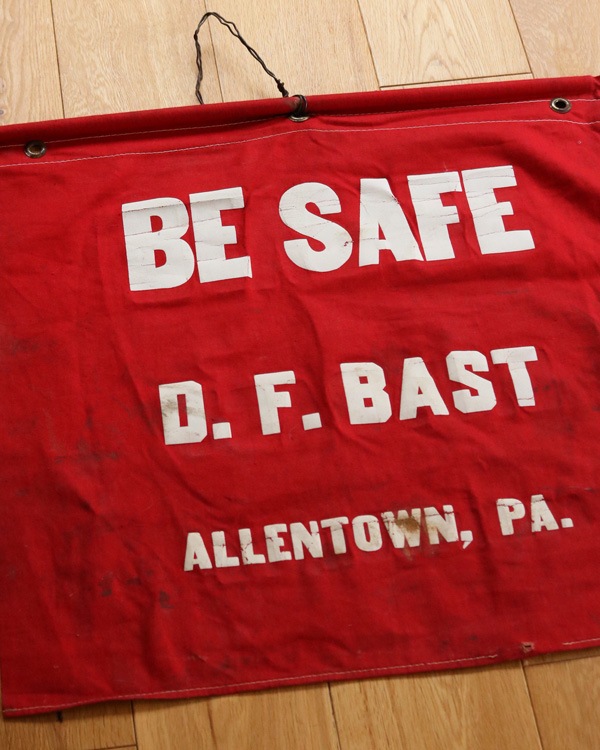 BE SAFE
D. F. BAST
ALLENTOWN, PA.